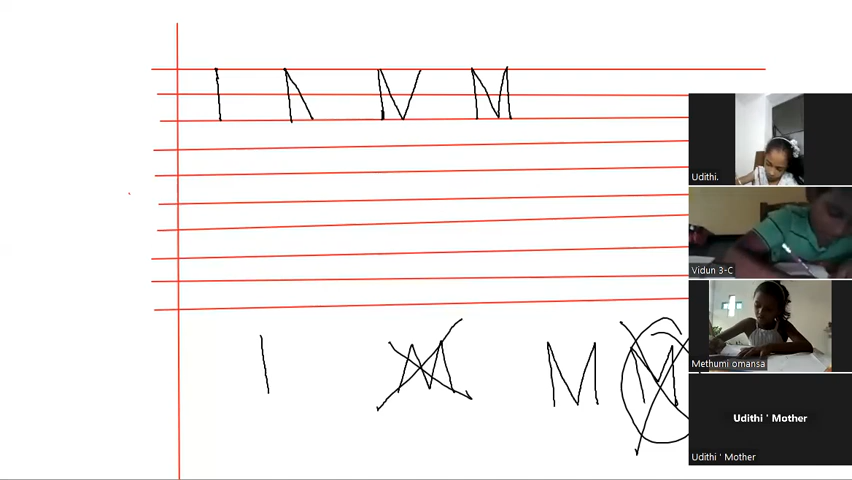 M
M M M
Udithi.
Vidun 3-C
Methumi omansa
Udithi ' Mother
Udithi ' Mother